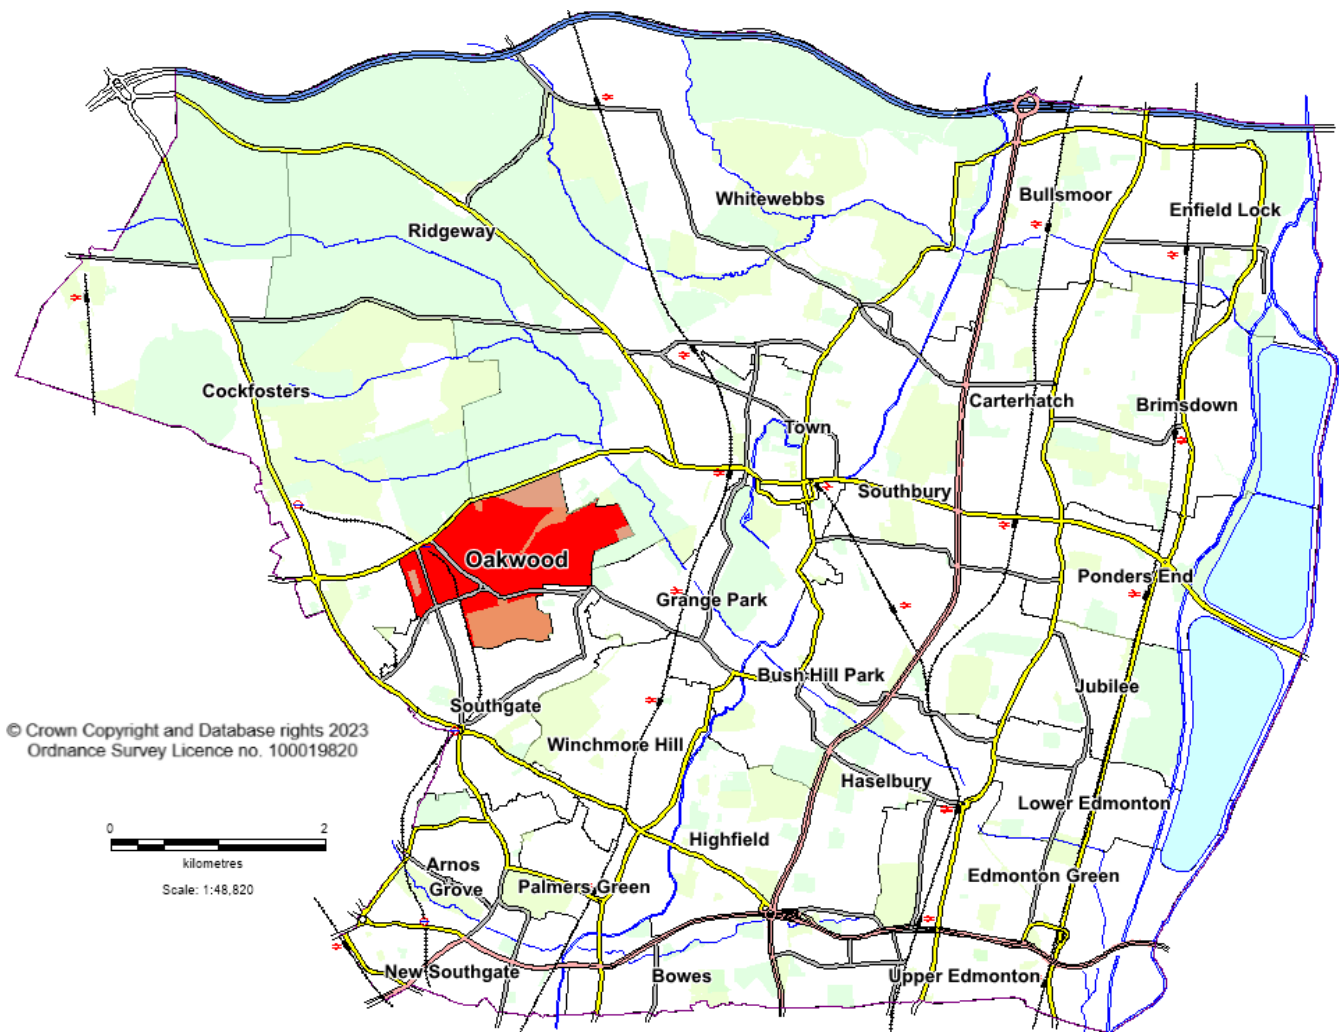 Whitewebbs
Bullsmoor
Enfield Lock
Ridgeway
Cockfosters
Carterhatch
Brimsdown
Town
Southbury
Oakwood
Ponders End
Grange Park
Bush Hill Park
Jubilee
Southgate
© Crown Copyright and Database rights 2023
Ordnance Survey Licence no. 100019820
Winchmore Hill
Haselbury
Lower Edmonton
0 2
kilometres
Scale: 1:48,820
Highfield
Arnos
Grove
Palmers Green
Edmonton Green
New Southgate
Bowes
Upper Edmonton